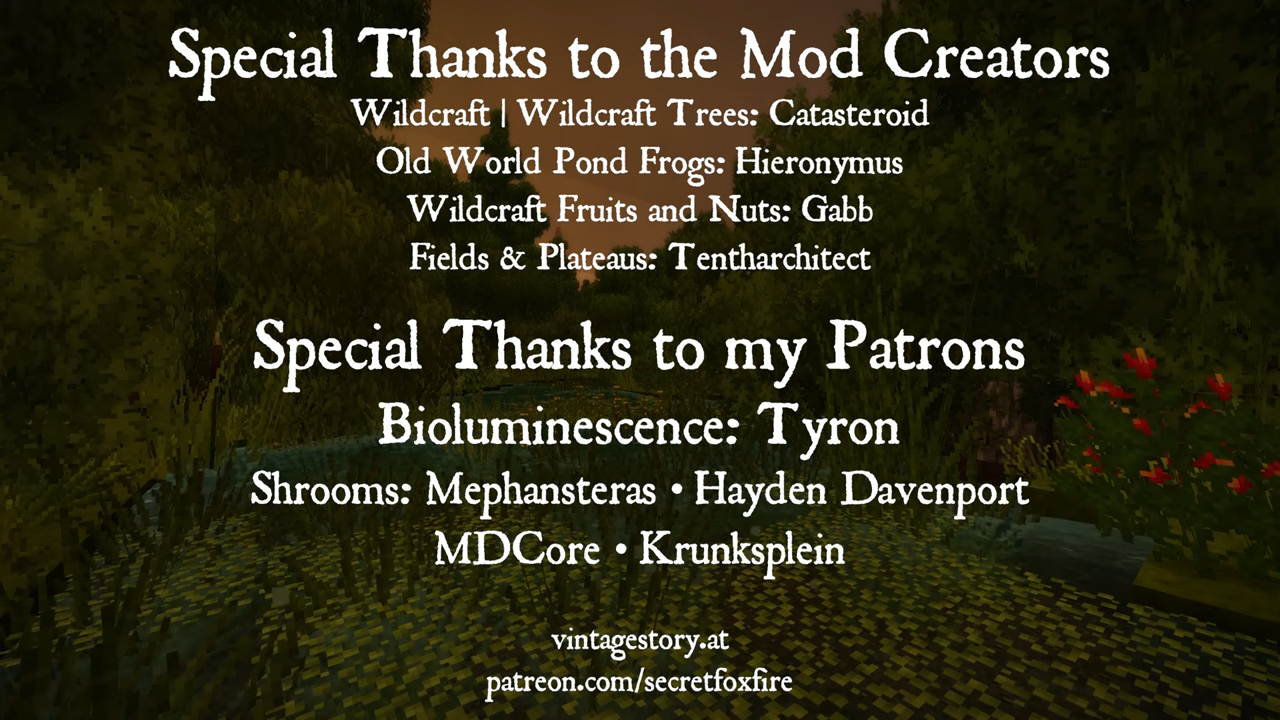 Special Thanks to the Mod Creators
Wildcraft | Wildcraft Trees: Catasteroid
Old World Pond Frogs: Hieronymus
Wildcraft Fruits and Nuts: Gabb
Fields & Plateaus: Tentharchitect
Special Thanks to my Patrons
Bioluminescence: Tyron
Shrooms: Mephansteras • Hayden Davenport
MDCore • Krunksplein
vintagestory.at
patreon.com/secretfoxfire